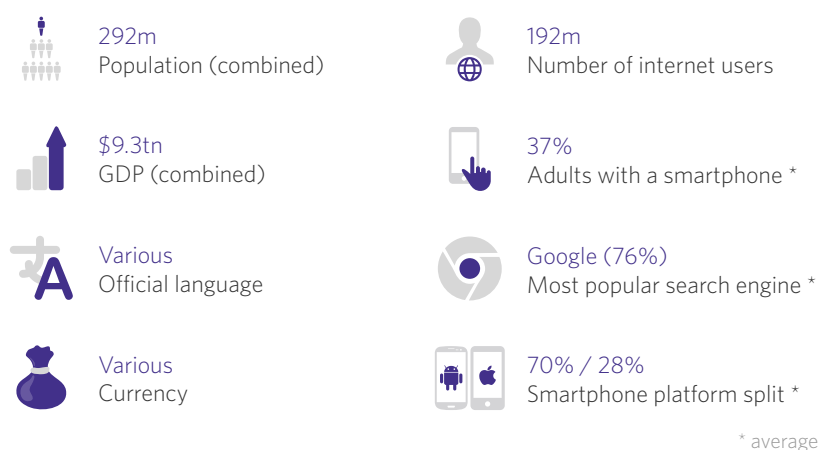 292m
Population (combined)
192m
Number of internet users
$9.3tn
GDP (combined)
37%
Adults with a smartphone *
Various
Official language
Google (76%)
Most popular search engine *
Various
Currency
70% / 28%
Smartphone platform split *
* average